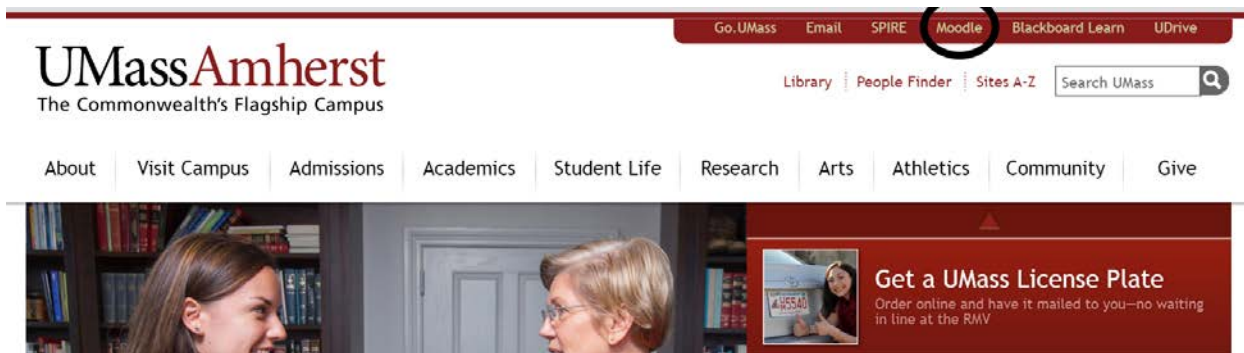 Go.UMass Email SPIRE Moodle Blackboard Learn UDrive
UMassAmherst
The Commonwealth's Flagship Campus
Library People Finder Sites A-Z Search UMass
About Visit Campus Admissions Academics Student Life Research Arts Athletics Community Give
Get a UMass License Plate
Order online and have it mailed to you—no waiting
in line at the RMV